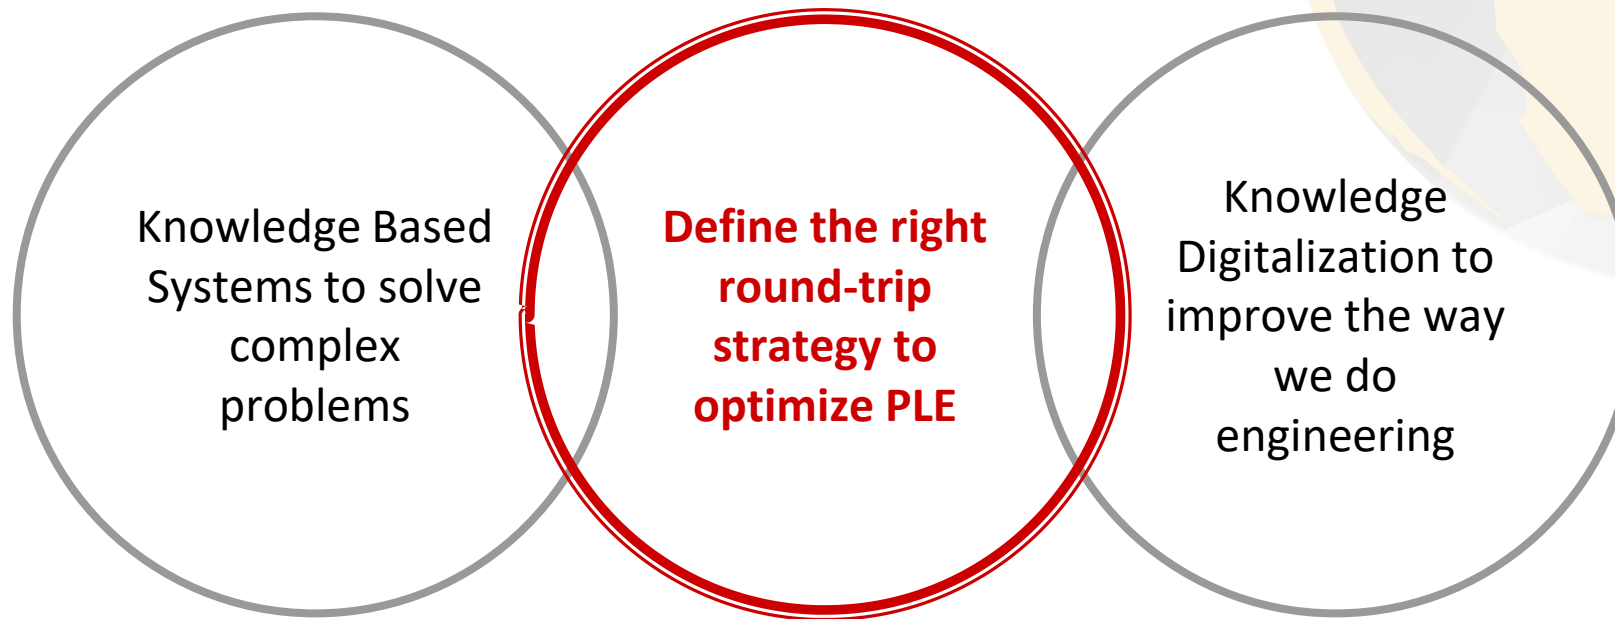 Knowledge Based
Systems to solve
complex
problems
Define the right
round-trip
strategy to
optimize PLE
Knowledge
Digitalization to
improve the way
we do
engineering